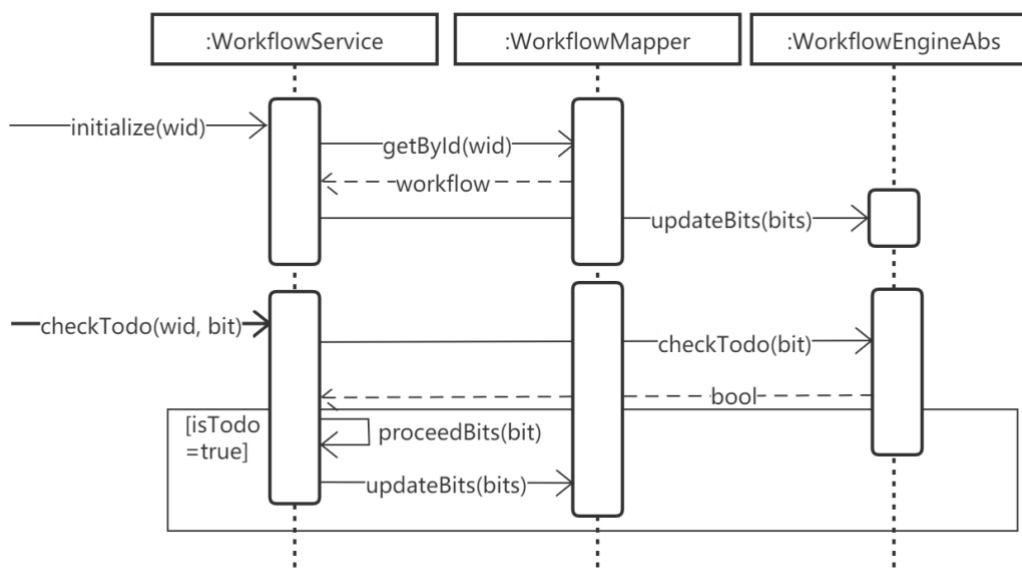 :WorkflowService
:WorkflowMapper
:WorkflowEngineAbs
initialize(wid)
getById(wid)
workflow
updateBits(bits)
checkTodo(wid, bit)
checkTodo(bit)
bool
[isTodo
=true]
proceedBits(bit)
updateBits(bits)